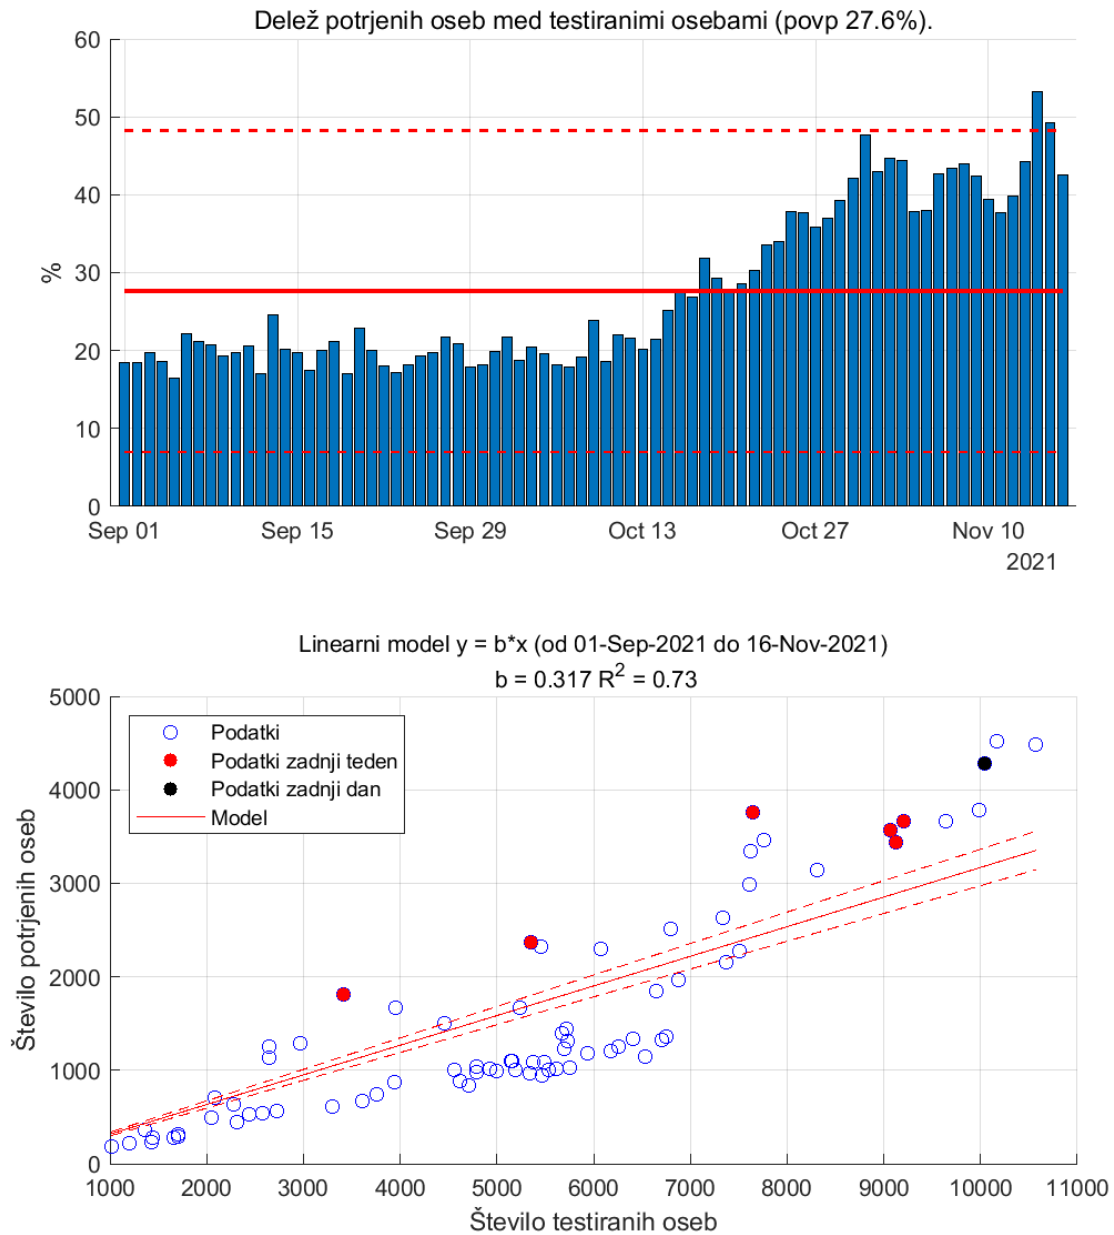 Delež potrjenih oseb med testiranimi osebami (povp 27.6%).
60
50
40
30
20
10
0
%
Sep 01 Sep 15 Sep 29 Oct 13 Oct 27 Nov 10
2021
Linearni model y = b*x (od 01-Sep-2021 do 16-Nov-2021)
b = 0.317 R² = 0.73
5000
4000
3000
2000
1000
0
Število potrjenih oseb
Podatki
Podatki zadnji teden
Podatki zadnji dan
Model
1000 2000 3000 4000 5000 6000 7000 8000 9000 10000 11000
Število testiranih oseb